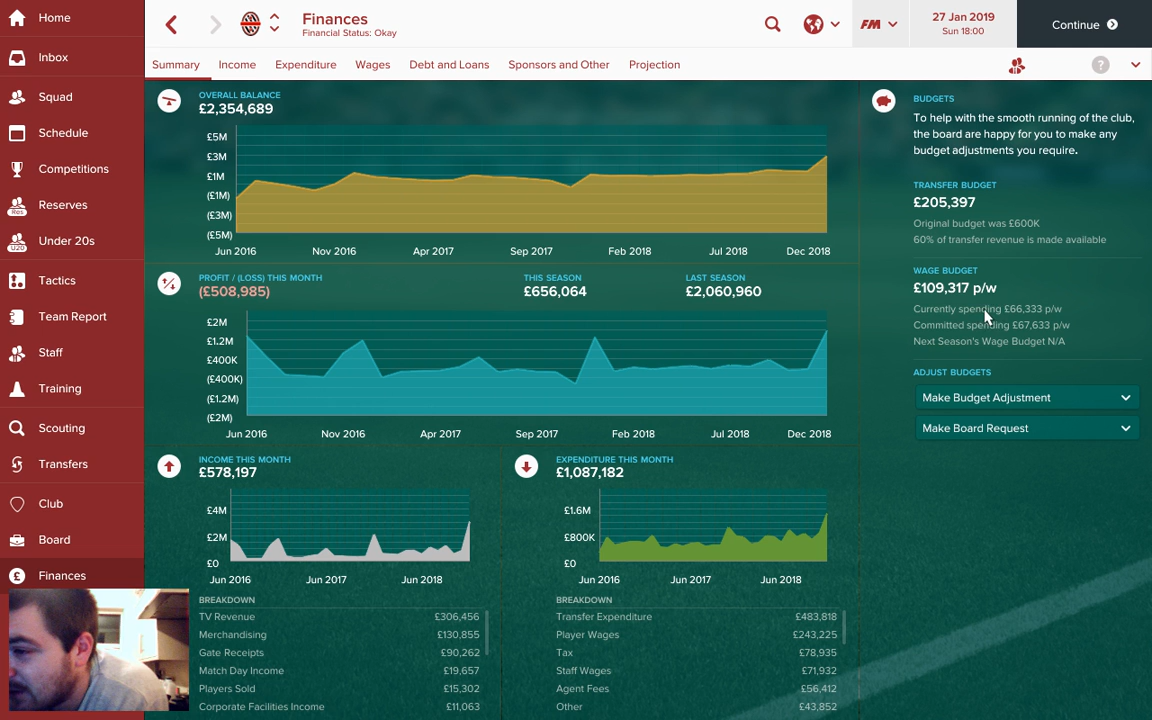 Home
Inbox
Squad
Schedule
Competitions
Res
Reserves
U20
Under 20s
Tactics
Team Report
Staff
Training
Scouting
Transfers
Club
Board
£
Finances
Finances
Financial Status: Okay
FM
27 Jan 2019
Sun 18:00
Continue
Summary
Income
Expenditure
Wages
Debt and Loans
Sponsors and Other
Projection
?
OVERALL BALANCE
£2,354,689
£5M
£3M
£1M
(£1M)
(£3M)
(£5M)
Jun 2016 Nov 2016 Apr 2017 Sep 2017 Feb 2018 Jul 2018 Dec 2018
PROFIT / (LOSS) THIS MONTH
(£508,985)
THIS SEASON
£656,064
LAST SEASON
£2,060,960
£2M
£1.2M
£400K
(£400K)
(£1.2M)
(£2M)
Jun 2016 Nov 2016 Apr 2017 Sep 2017 Feb 2018 Jul 2018 Dec 2018
INCOME THIS MONTH
£578,197
£4M
£2M
£0
Jun 2016 Jun 2017 Jun 2018
BREAKDOWN
TV Revenue £306,456
Merchandising £130,855
Gate Receipts £90,262
Match Day Income £19,657
Players Sold £15,302
Corporate Facilities Income £11,063
EXPENDITURE THIS MONTH
£1,087,182
£1.6M
£800K
£0
Jun 2016 Jun 2017 Jun 2018
BREAKDOWN
Transfer Expenditure £483,818
Player Wages £243,225
Tax £78,935
Staff Wages £71,932
Agent Fees £56,412
Other £43,852
BUDGETS
To help with the smooth running of the club,
the board are happy for you to make any
budget adjustments you require.
TRANSFER BUDGET
£205,397
Original budget was £600K
60% of transfer revenue is made available
WAGE BUDGET
£109,317 p/w
Currently spending £66,333 p/w
Committed spending £67,633 p/w
Next Season's Wage Budget N/A
ADJUST BUDGETS
Make Budget Adjustment
Make Board Request